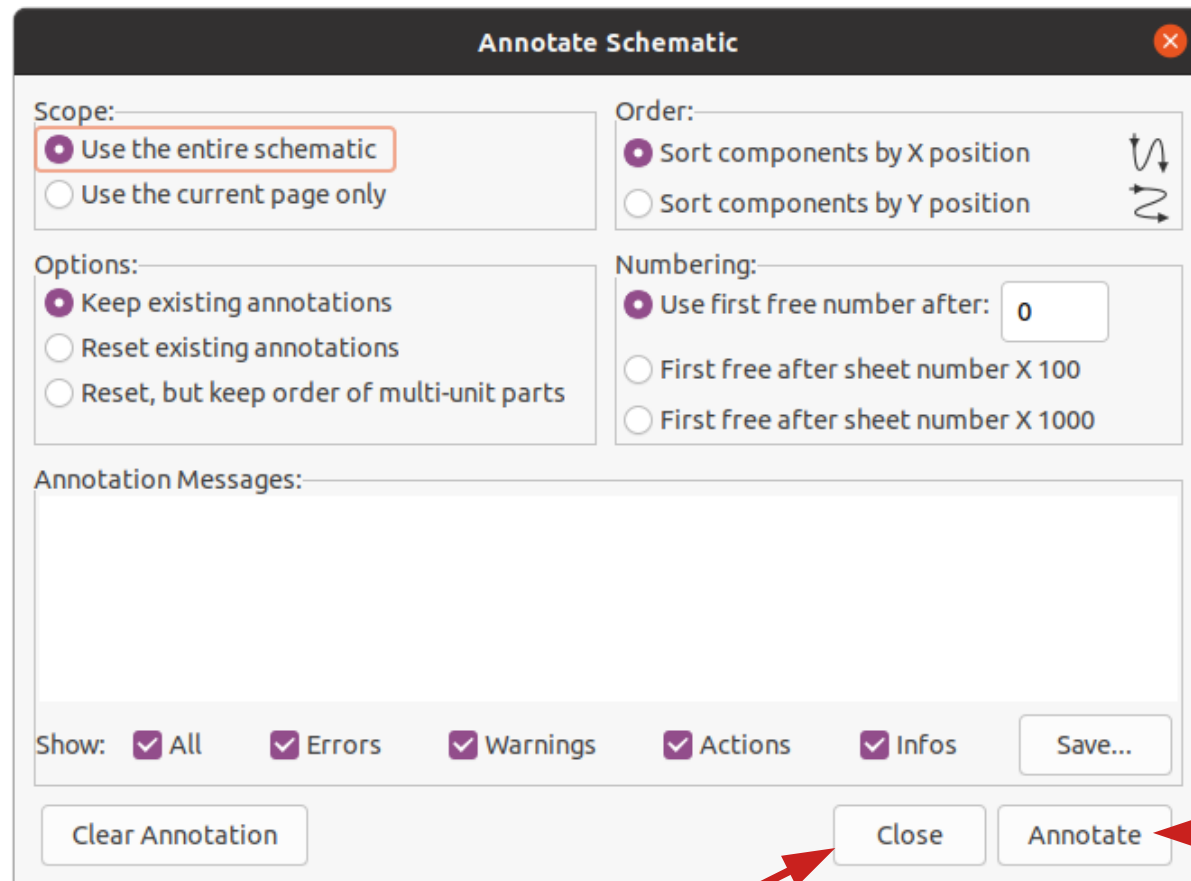 Annotate Schematic
Scope:
Use the entire schematic
Use the current page only
Order:
Sort components by X position
Sort components by Y position
Options:
Keep existing annotations
Reset existing annotations
Reset, but keep order of multi-unit parts
Numbering:
Use first free number after: 0
First free after sheet number X 100
First free after sheet number X 1000
Annotation Messages:
Show: All Errors Warnings Actions Infos Save...
Clear Annotation Close Annotate